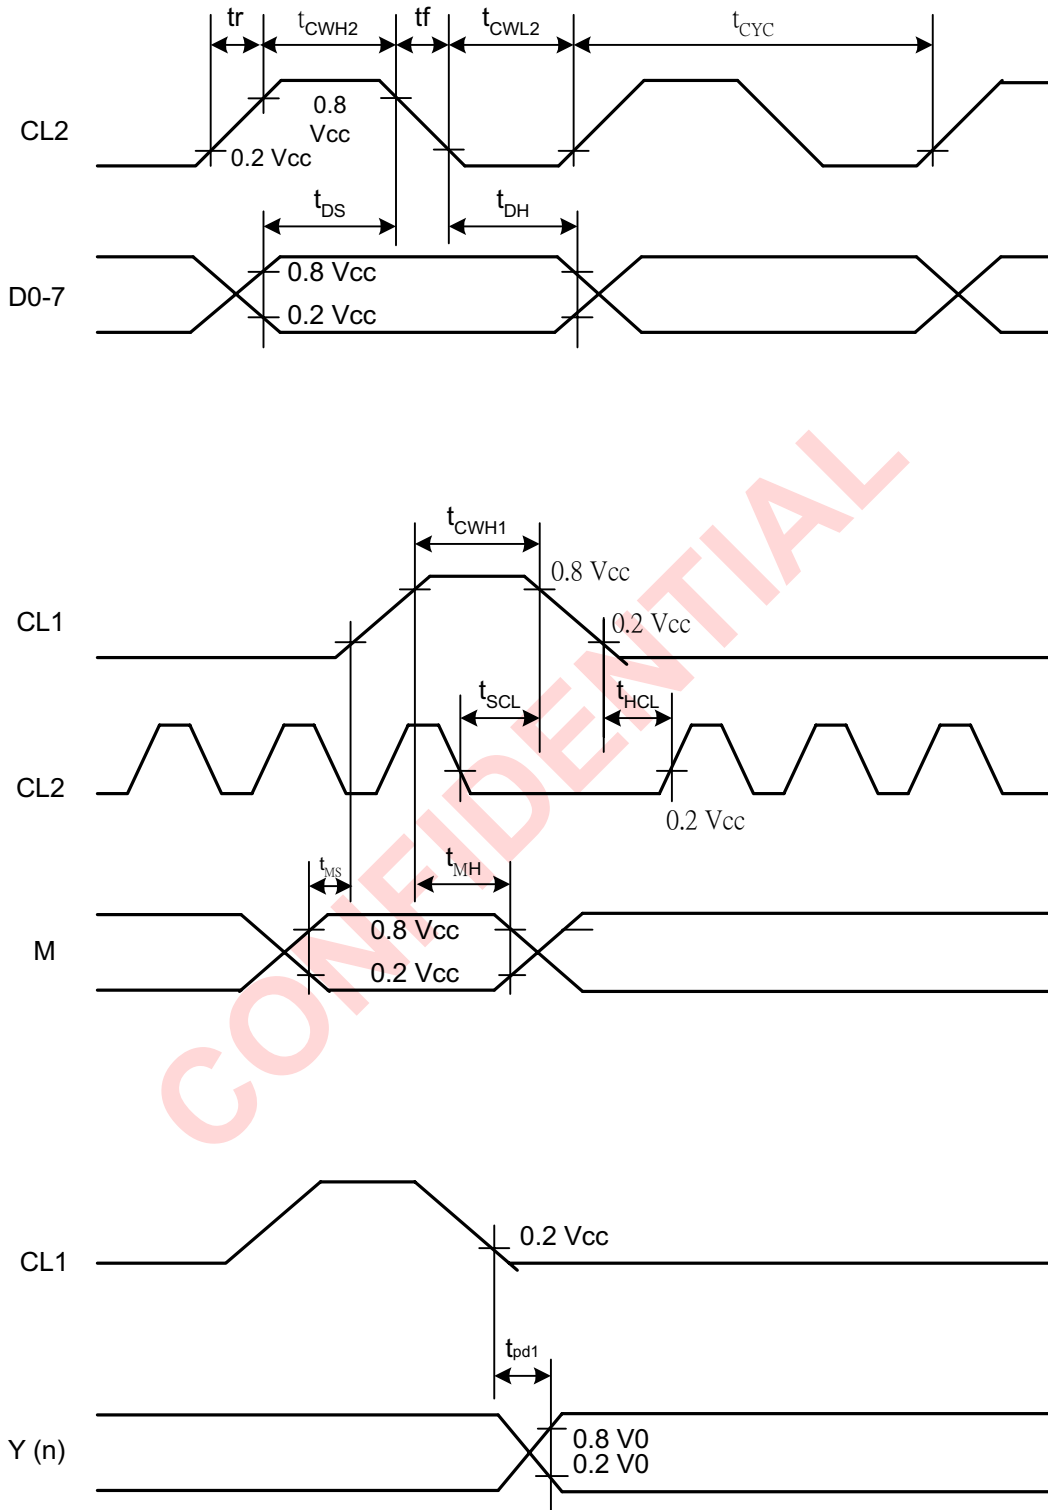 tr tCWH2 tf tCWL2 tCYC
CL2
0.8
Vcc
0.2 Vcc
tDS tDH
D0-7
0.8 Vcc
0.2 Vcc
tCWH1
CL1
0.8 Vcc
0.2 Vcc
tSCL tHCL
CL2
0.2 Vcc
tMS tMH
M
0.8 Vcc
0.2 Vcc
CONFIDENTIAL
CL1
0.2 Vcc
tpd1
Y (n)
0.8 V0
0.2 V0